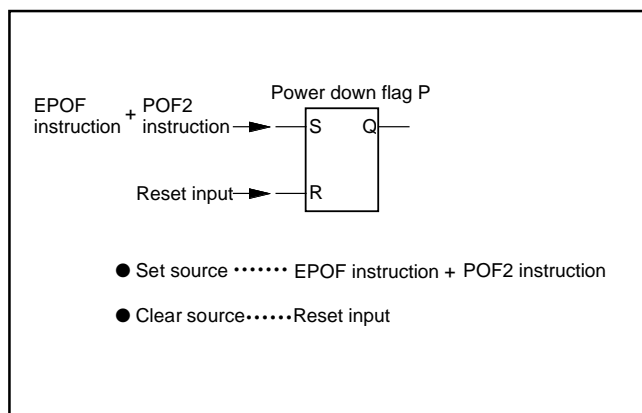 Power down flag P
EPOF instruction + POF2 instruction
S Q
Reset input
R
● Set source ······· EPOF instruction + POF2 instruction
● Clear source ······ Reset input